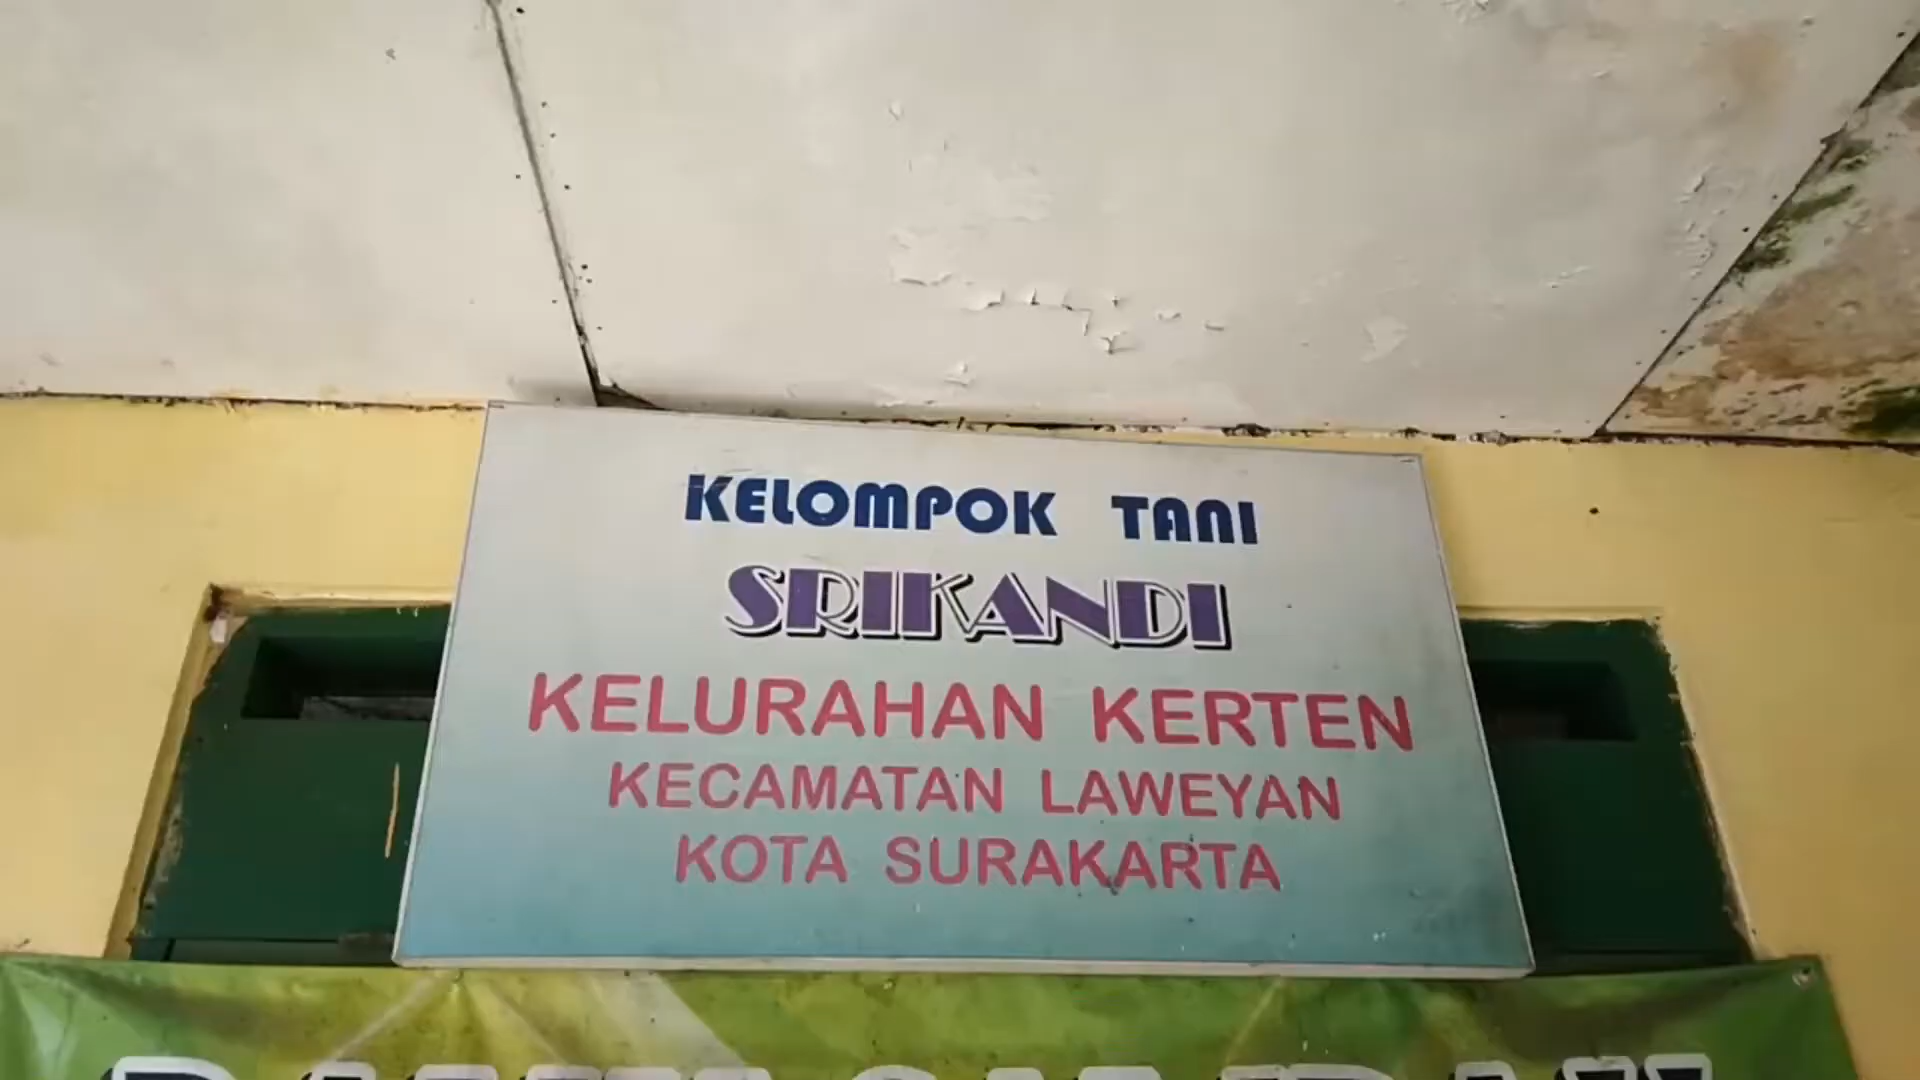 KELOMPOK TANI
SRIKANDI
KELURAHAN KERTEN
KECAMATAN LAWEYAN
KOTA SURAKARTA